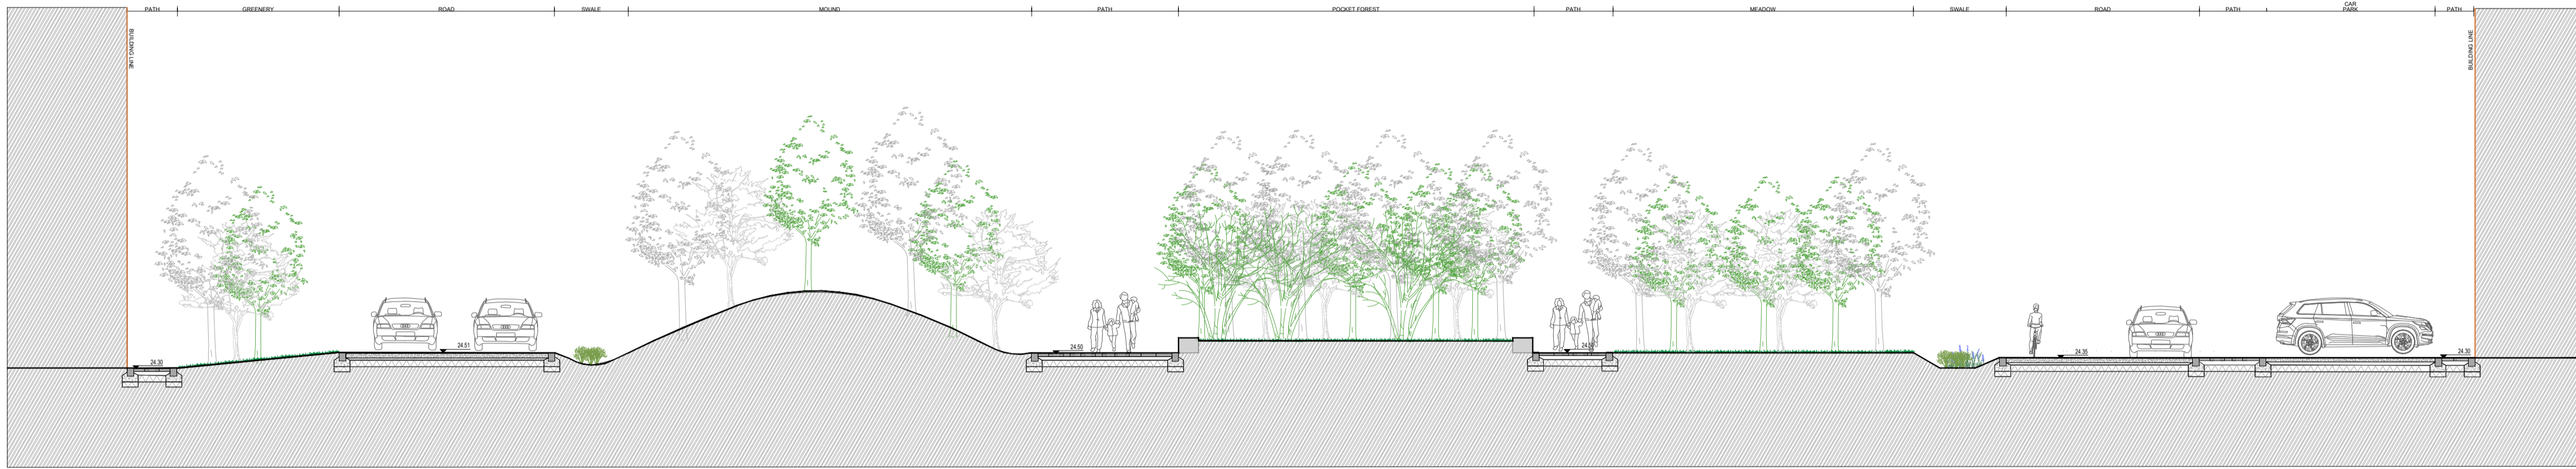 PATH
GREENERY
ROAD
SWALE
MOUND
PATH
POCKET FOREST
PATH
MEADOW
SWALE
ROAD
PATH
CAR
PARK
PATH
BUILDING LINE
BUILDING LINE
24.30
24.51
24.50
24.35
24.30